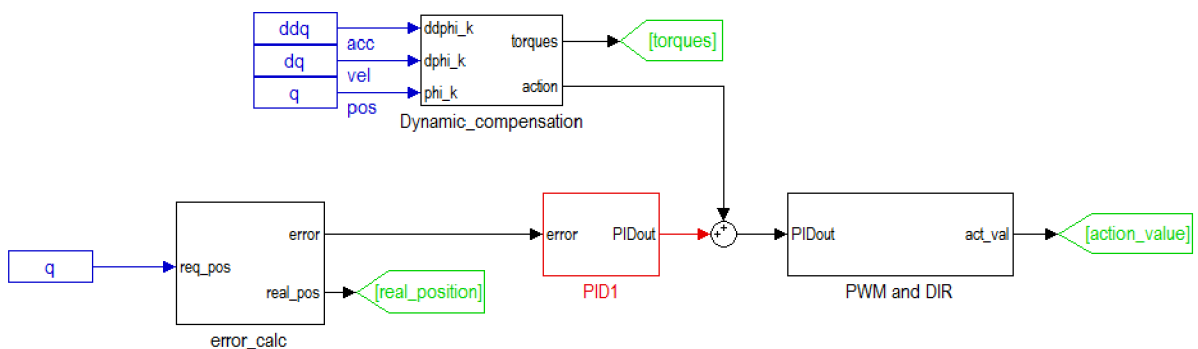 ddq
acc
dq
vel
q
pos
ddphi_k
dphi_k
phi_k
torques
action
Dynamic_compensation
[torques]
q
req_pos
error
real_pos
error_calc
[real_position]
error
PIDout
PID1
+
+
PIDout
act_val
PWM and DIR
[action_value]